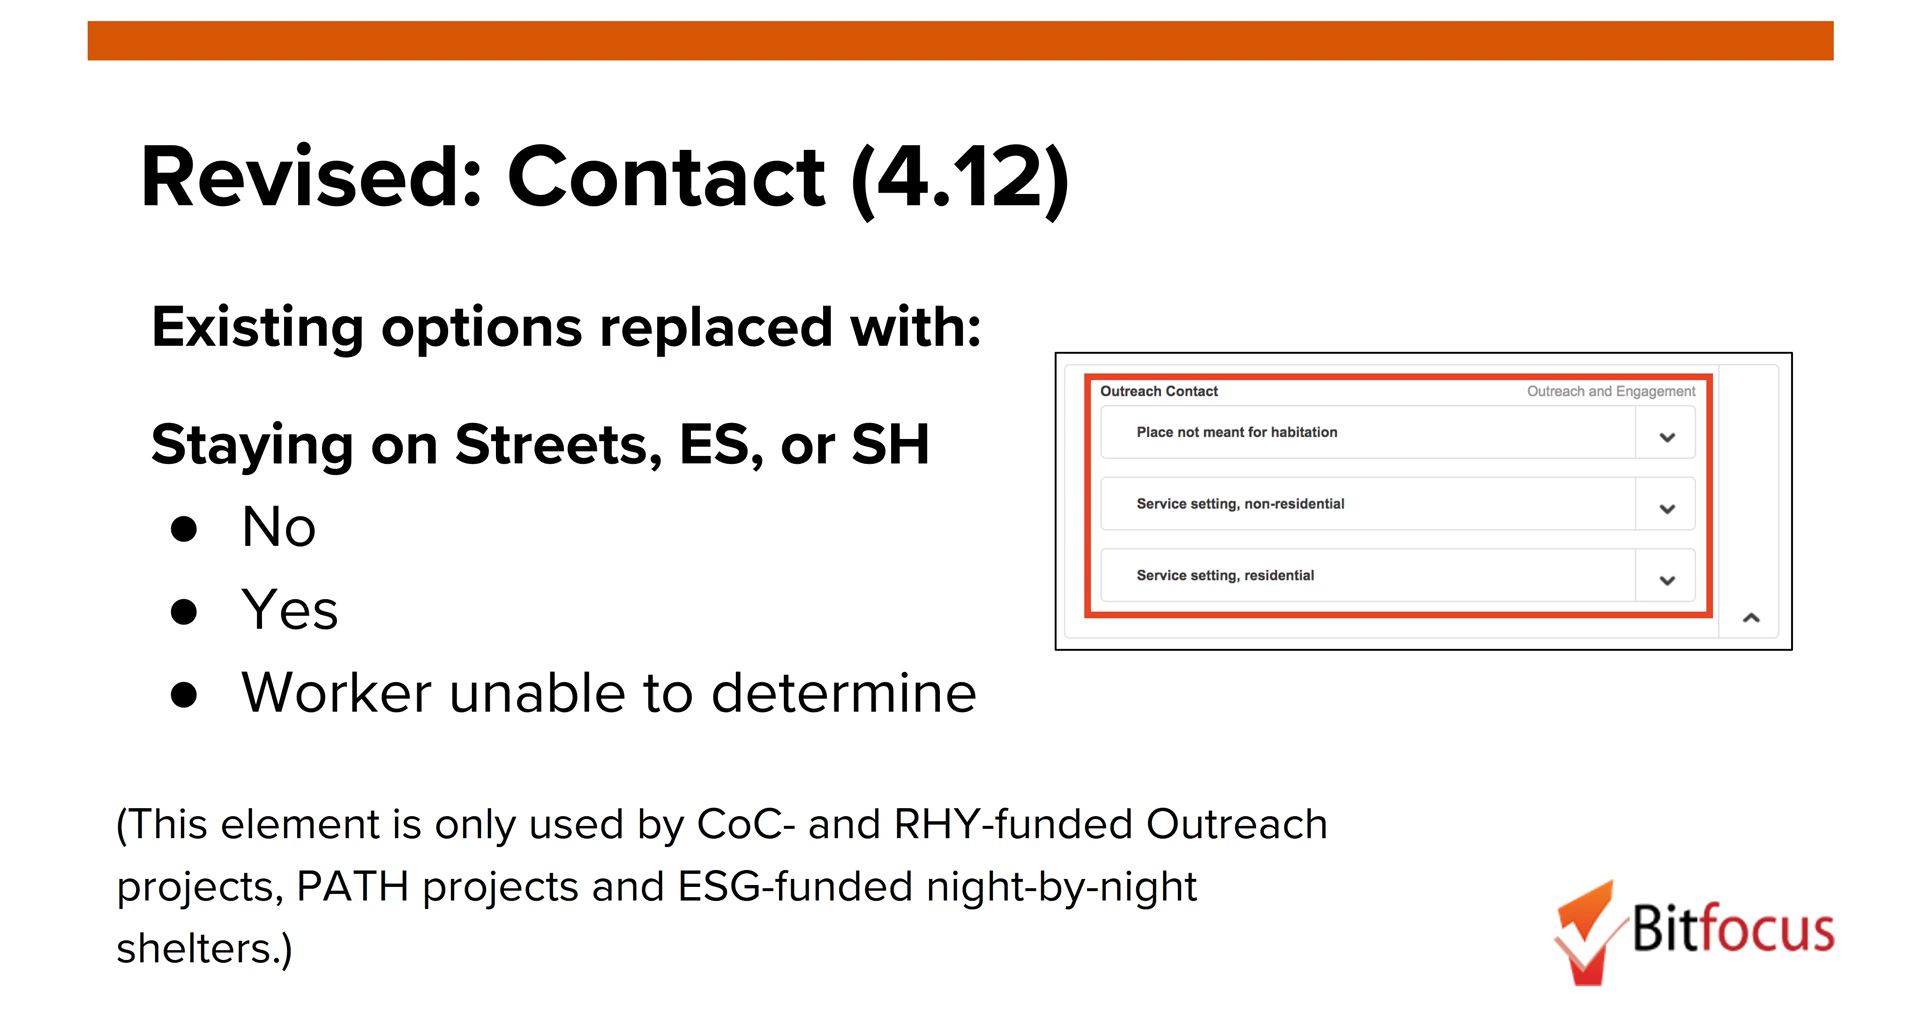 Revised: Contact (4.12)
Existing options replaced with:
Staying on Streets, ES, or SH
● No
● Yes
● Worker unable to determine
Outreach Contact
Outreach and Engagement
Place not meant for habitation
Service setting, non-residential
Service setting, residential
(This element is only used by CoC- and RHY-funded Outreach
projects, PATH projects and ESG-funded night-by-night
shelters.)
Bitfocus